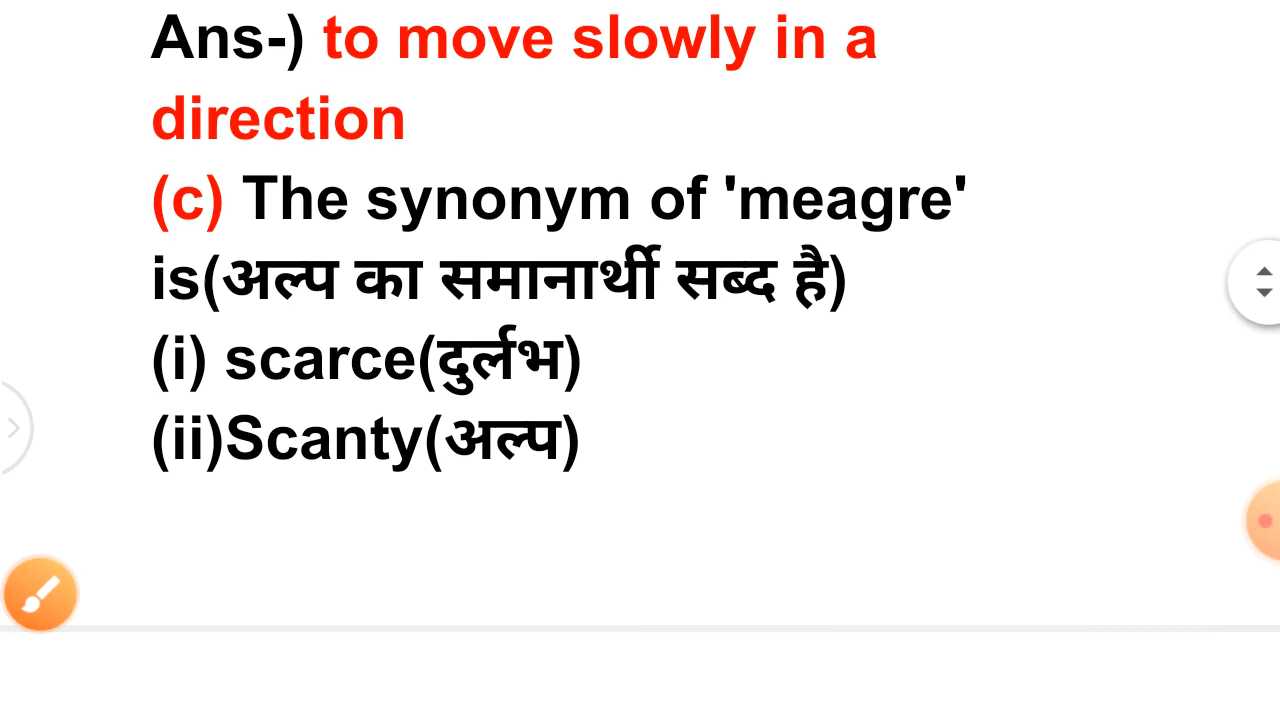 Ans-) to move slowly in a
direction
(c) The synonym of 'meagre'
is(अल्प का समानार्थी सब्द है)
(i) scarce(दुर्लभ)
(ii)Scanty(अल्प)